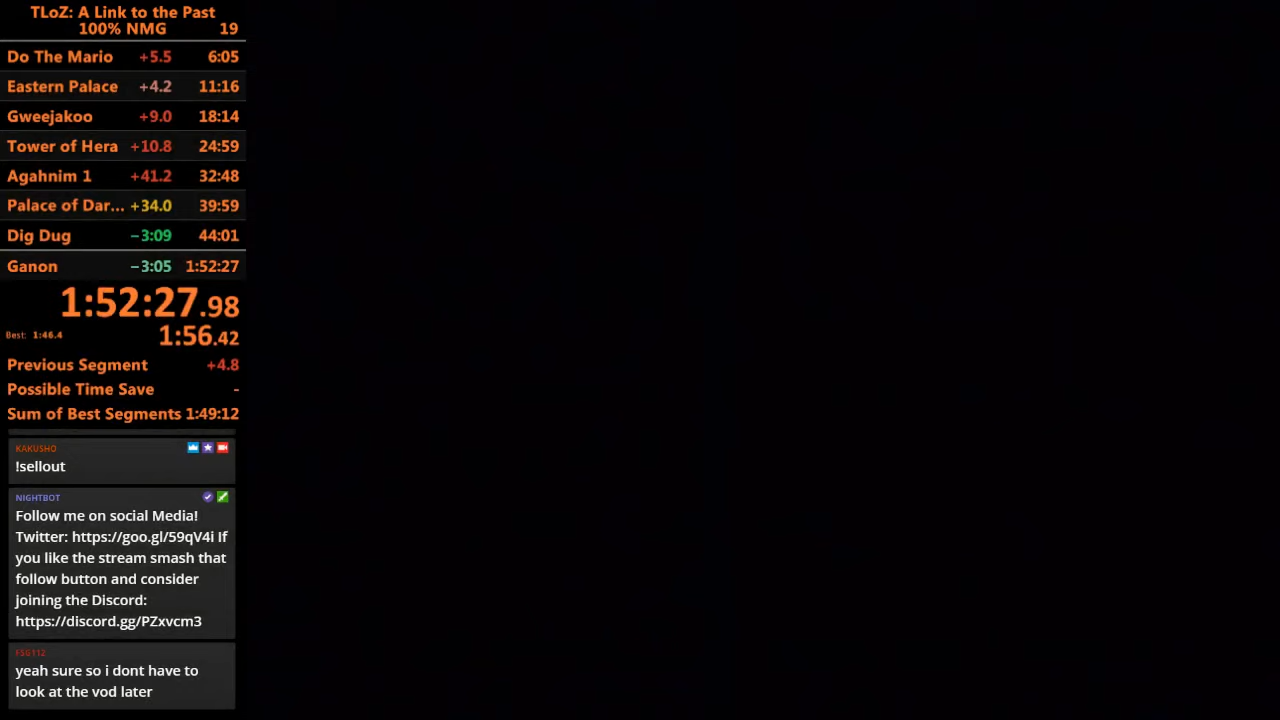 TLoZ: A Link to the Past
100% NMG 19
Do The Mario +5.5 6:05
Eastern Palace +4.2 11:16
Gweejakoo +9.0 18:14
Tower of Hera +10.8 24:59
Agahnim 1 +41.2 32:48
Palace of Dar... +34.0 39:59
Dig Dug −3:09 44:01
Ganon −3:05 1:52:27
1:52:27.98
Best: 1:46.4 1:56.42
Previous Segment +4.8
Possible Time Save -
Sum of Best Segments 1:49:12
KAKUSHO
!sellout
NIGHTBOT
Follow me on social Media!
Twitter: https://goo.gl/59qV4i If
you like the stream smash that
follow button and consider
joining the Discord:
https://discord.gg/PZxvcm3
FSG112
yeah sure so i dont have to
look at the vod later